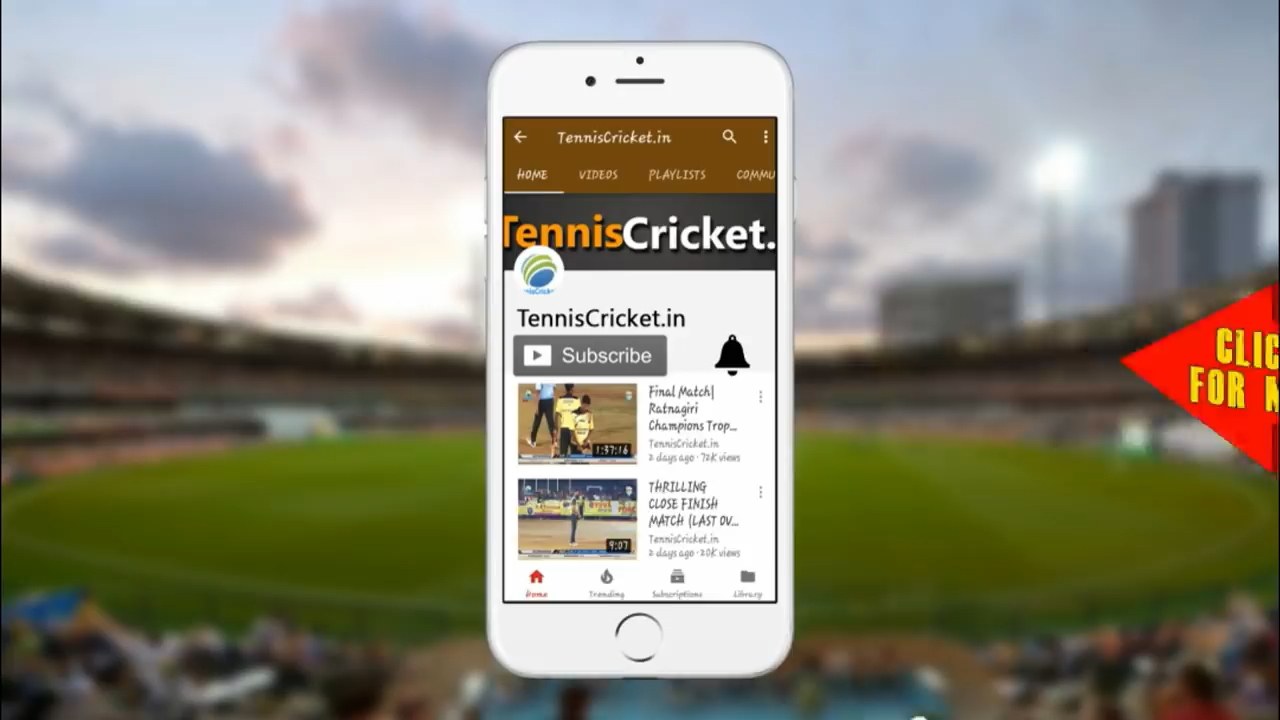 TennisCricket.in
HOME VIDEOS PLAYLISTS COMMU
TennisCricket.
TennisCricket.in
Subscribe
Final Match|
Ratnagiri
Champions Trop...
TennisCricket.in
2 days ago · 72K views
1:37:16
THRILLING
CLOSE FINISH
MATCH (LAST OV...
TennisCricket.in
2 days ago · 20K views
9:07
Home Trending Subscriptions Library
CLIC
FOR